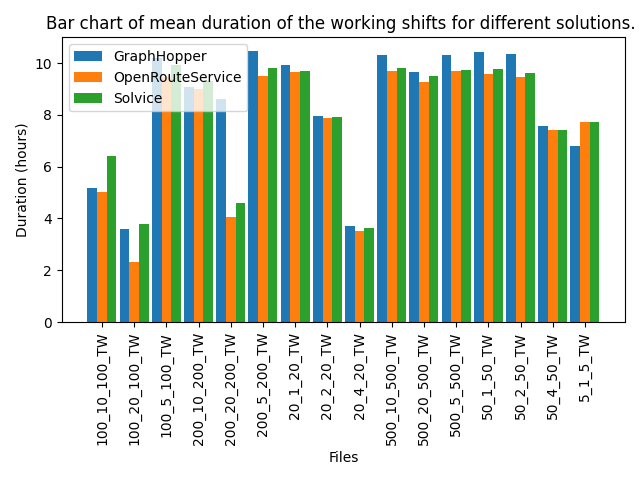 Bar chart of mean duration of the working shifts for different solutions.
GraphHopper
OpenRouteService
Solvice
Duration (hours)
10
8
6
4
2
0
100_10_100_TW
100_20_100_TW
100_5_100_TW
200_10_200_TW
200_20_200_TW
200_5_200_TW
20_1_20_TW
20_2_20_TW
20_4_20_TW
500_10_500_TW
500_20_500_TW
500_5_500_TW
50_1_50_TW
50_2_50_TW
50_4_50_TW
5_1_5_TW
Files